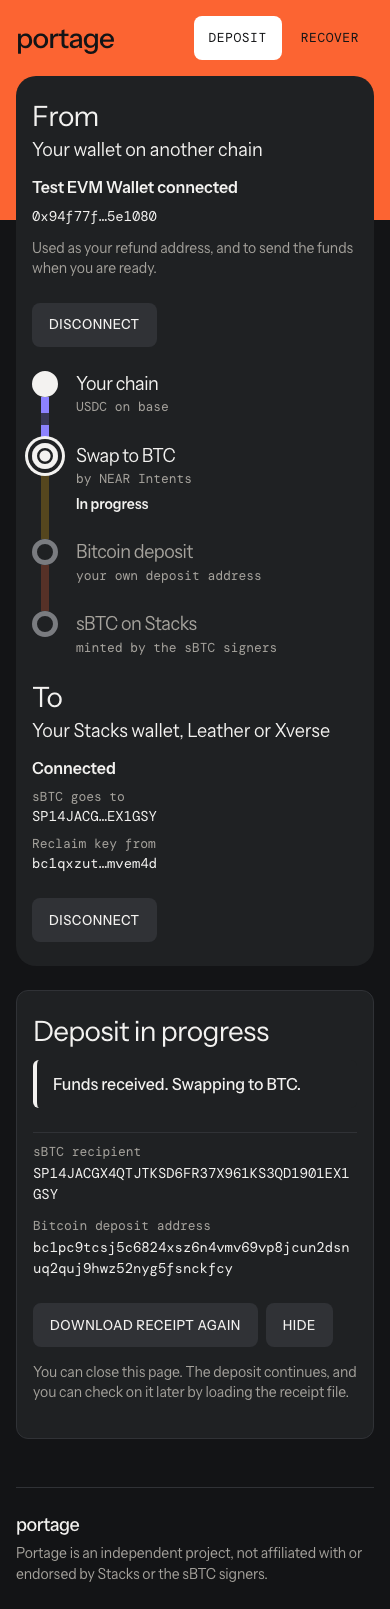 portage
DEPOSIT
RECOVER
From
Your wallet on another chain
Test EVM Wallet connected
0x94f77f…5e1080
Used as your refund address, and to send the funds
when you are ready.
DISCONNECT
Your chain
USDC on base
Swap to BTC
by NEAR Intents
In progress
Bitcoin deposit
your own deposit address
sBTC on Stacks
minted by the sBTC signers
To
Your Stacks wallet, Leather or Xverse
Connected
sBTC goes to
SP14JACG…EX1GSY
Reclaim key from
bc1qxzut…mvem4d
DISCONNECT
Deposit in progress
Funds received. Swapping to BTC.
sBTC recipient
SP14JACGX4QTJTKSD6FR37X961KS3QD1901EX1
GSY
Bitcoin deposit address
bc1pc9tcsj5c6824xsz6n4vmv69vp8jcun2dsn
uq2quj9hwz52nyg5fsnckfcy
DOWNLOAD RECEIPT AGAIN
HIDE
You can close this page. The deposit continues, and
you can check on it later by loading the receipt file.
portage
Portage is an independent project, not affiliated with or
endorsed by Stacks or the sBTC signers.